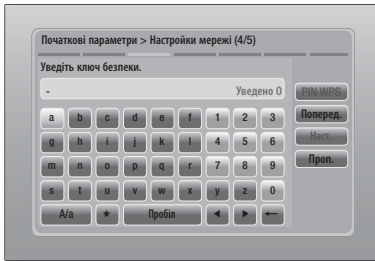 Початкові параметри > Настройки мережі (4/5)
Уведіть ключ безпеки.
- Уведено 0
PIN WPS
a b c d e f 1 2 3
Поперед.
g h i j k l 4 5 6
Наст.
m n o p q r 7 8 9
Проп.
s t u v w x y z 0
A/a ★ Пробіл ◀ ▶ ←